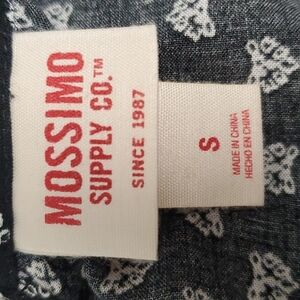 MOSSIMO
SUPPLY CO.™
SINCE 1987
S
MADE IN CHINA
HECHO EN CHINA